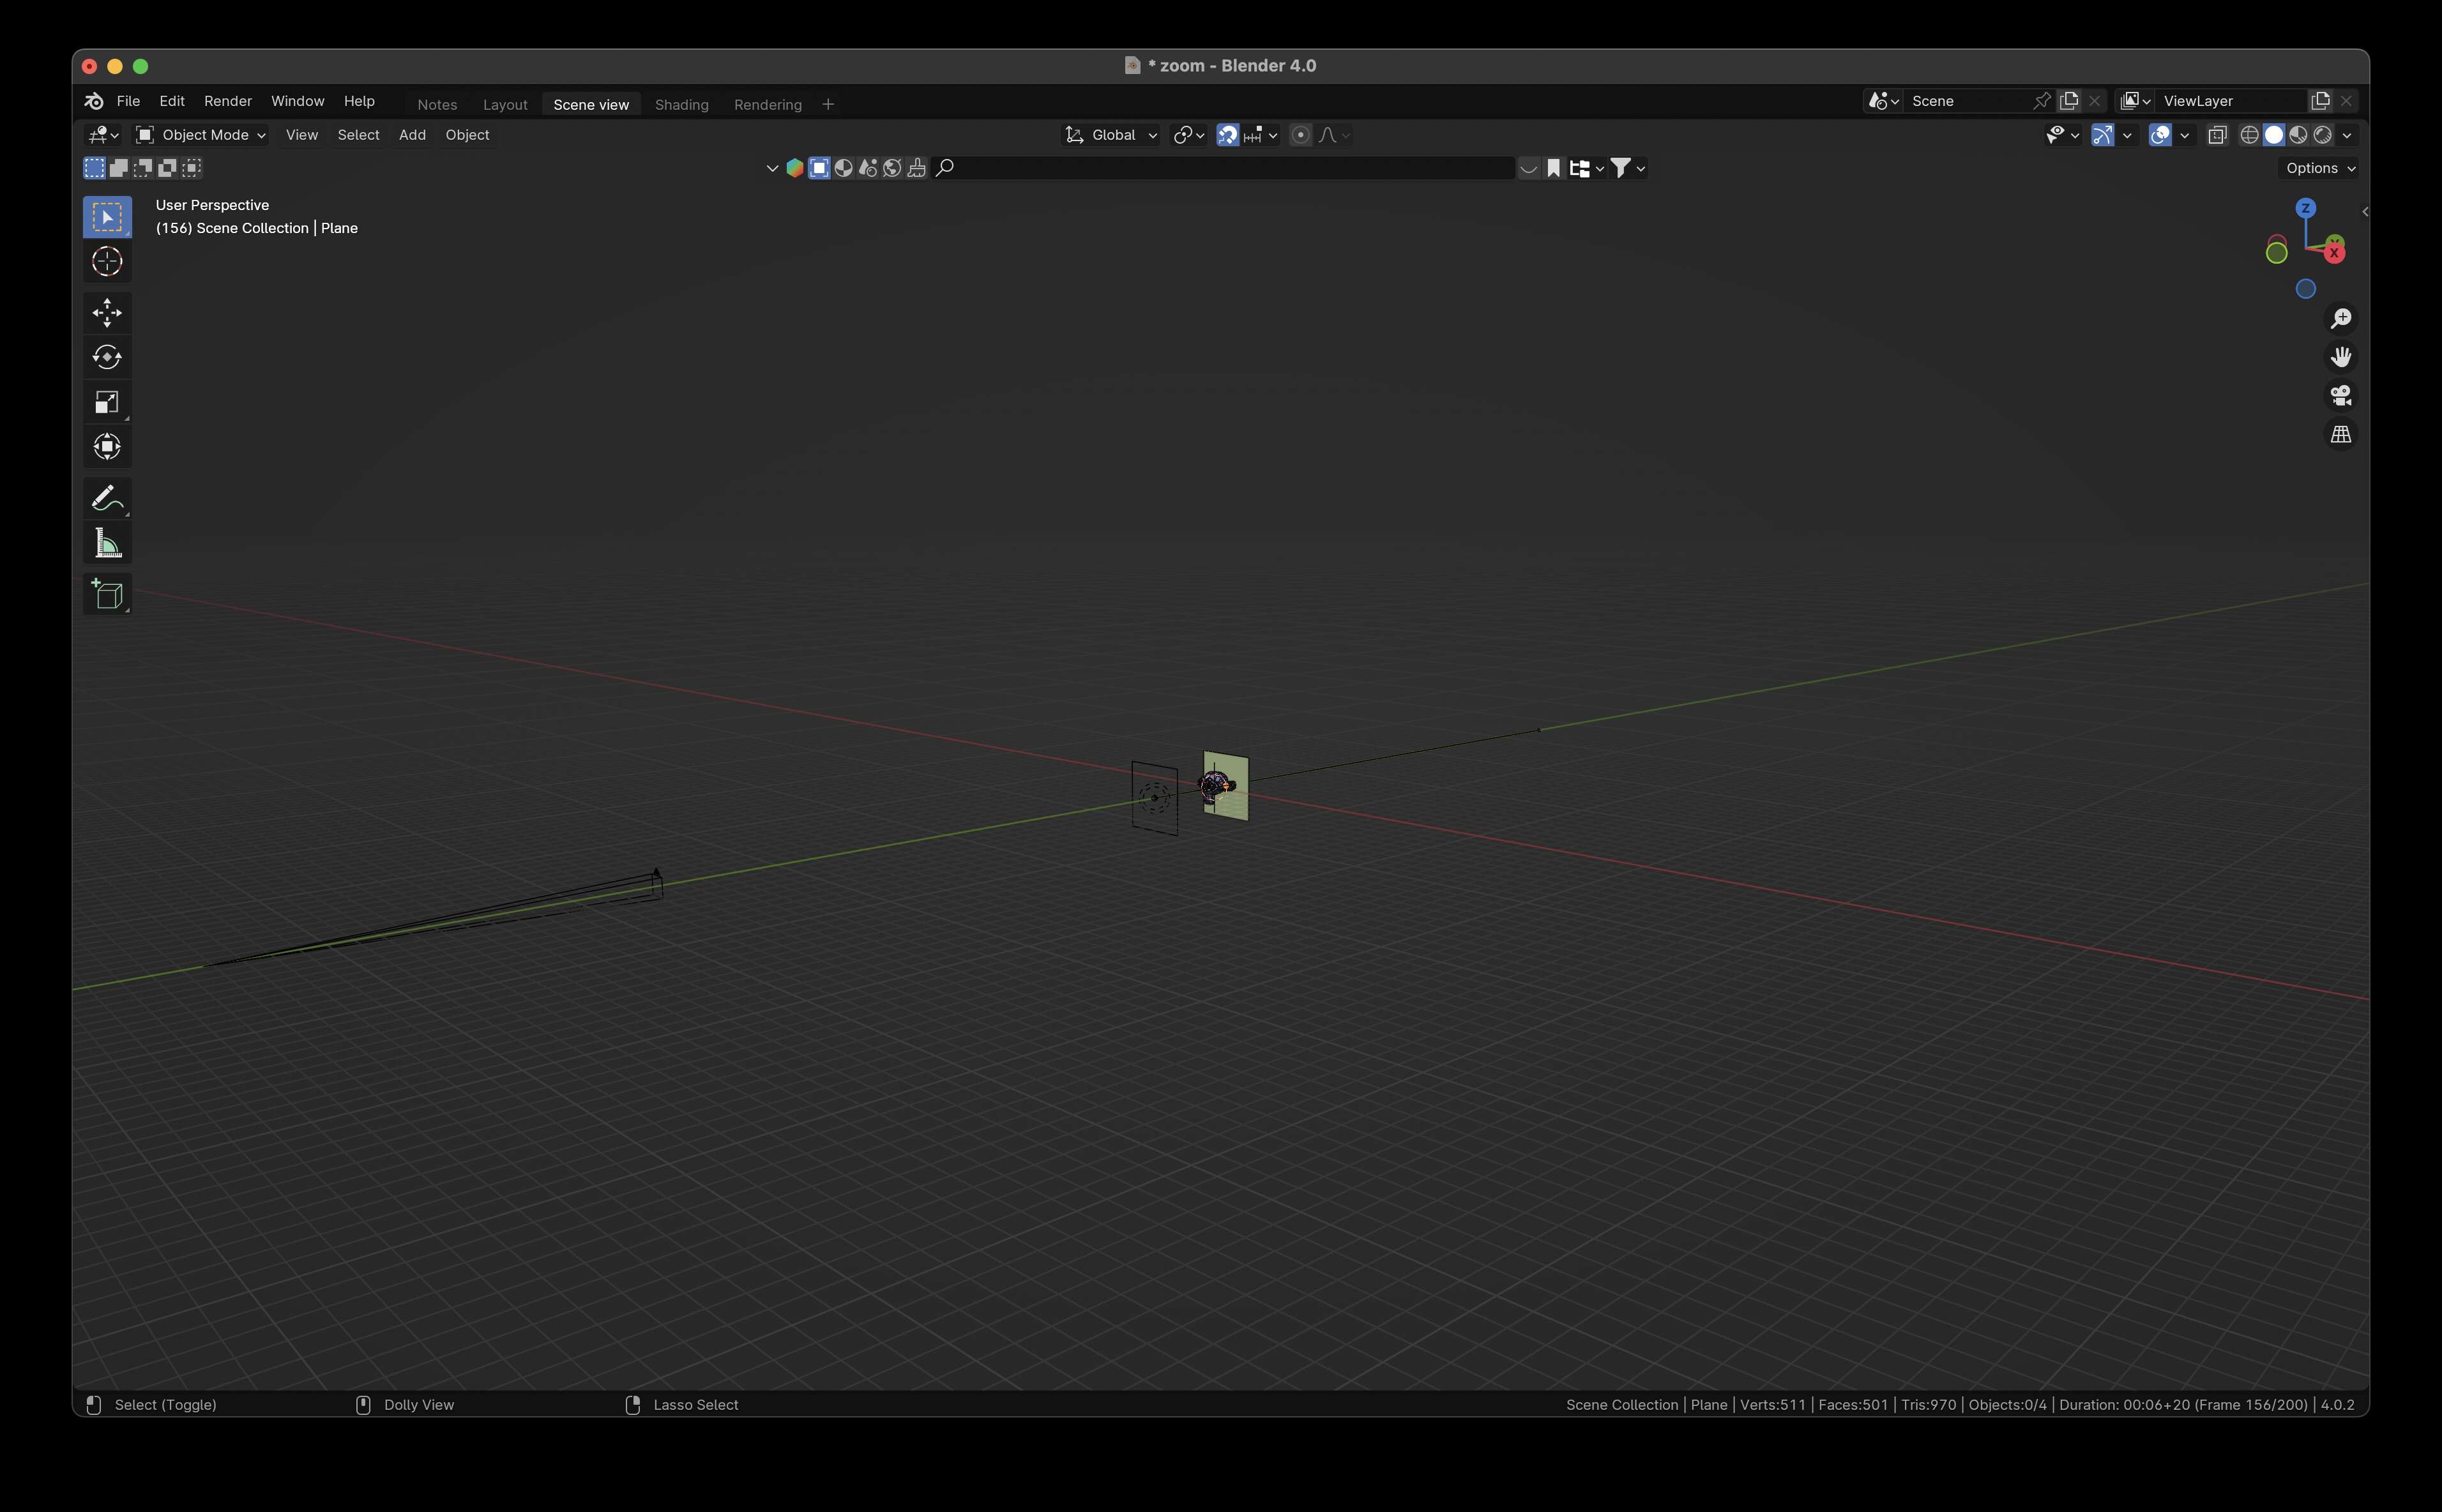 * zoom - Blender 4.0
File Edit Render Window Help Notes Layout Scene view Shading Rendering + Scene ViewLayer
Object Mode View Select Add Object Global
Options
User Perspective
(156) Scene Collection | Plane
Z
Y
X
Select (Toggle) Dolly View Lasso Select Scene Collection | Plane | Verts:511 | Faces:501 | Tris:970 | Objects:0/4 | Duration: 00:06+20 (Frame 156/200) | 4.0.2